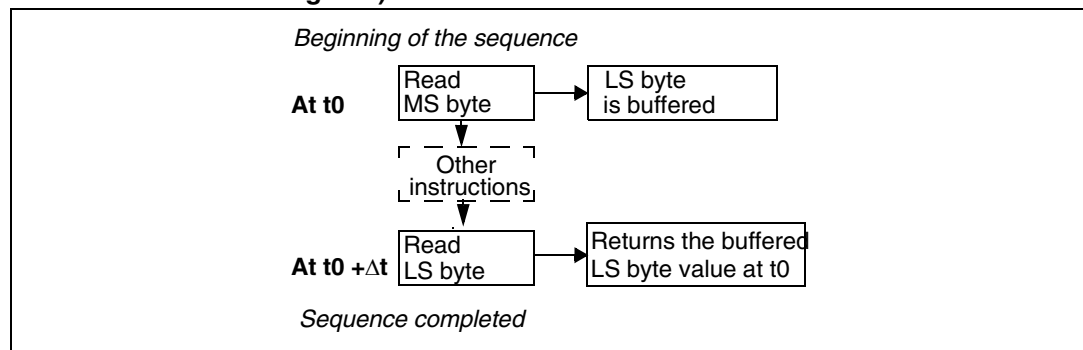 Beginning of the sequence
At t0
Read
MS byte
LS byte
is buffered
Other
instructions
At t0 +Δt
Read
LS byte
Returns the buffered
LS byte value at t0
Sequence completed